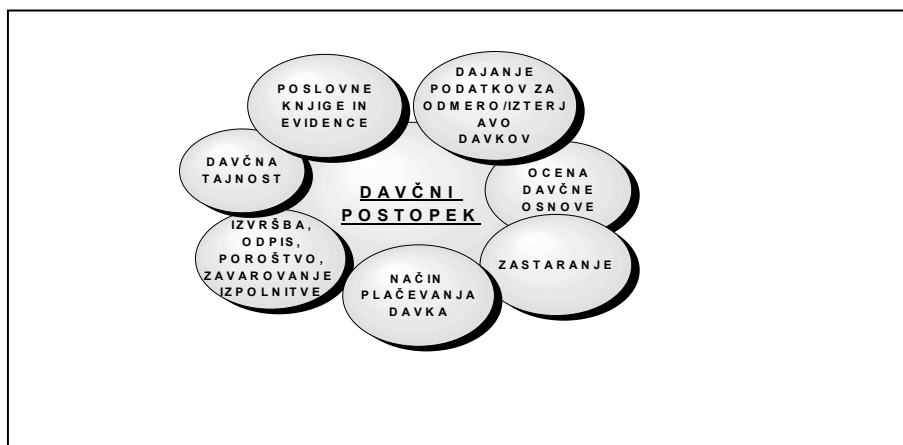 POSLOVNE
KNJIGE IN
EVIDENCE
DAJANJE
PODATKOV ZA
ODMERO/IZTERJ
AVO
DAVKOV
DAVČNA
TAJNOST
DAVČNI
POSTOPEK
OCENA
DAVČNE
OSNOVE
IZVRŠBA,
ODPIS,
POROŠTVO,
ZAVAROVANJE
IZPOLNITVE
NAČIN
PLAČEVANJA
DAVKA
ZASTARANJE